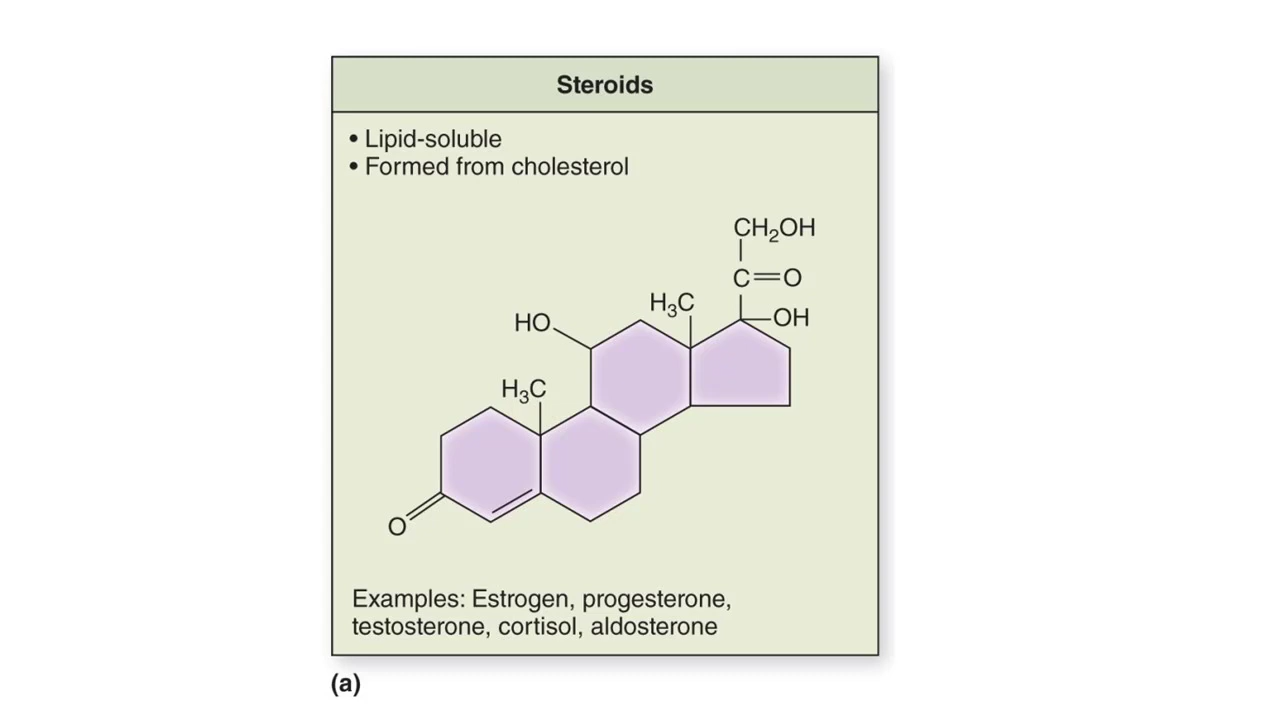 Steroids
• Lipid-soluble
• Formed from cholesterol
CH₂OH
C=O
H₃C
OH
HO
H₃C
O
Examples: Estrogen, progesterone,
testosterone, cortisol, aldosterone
(a)